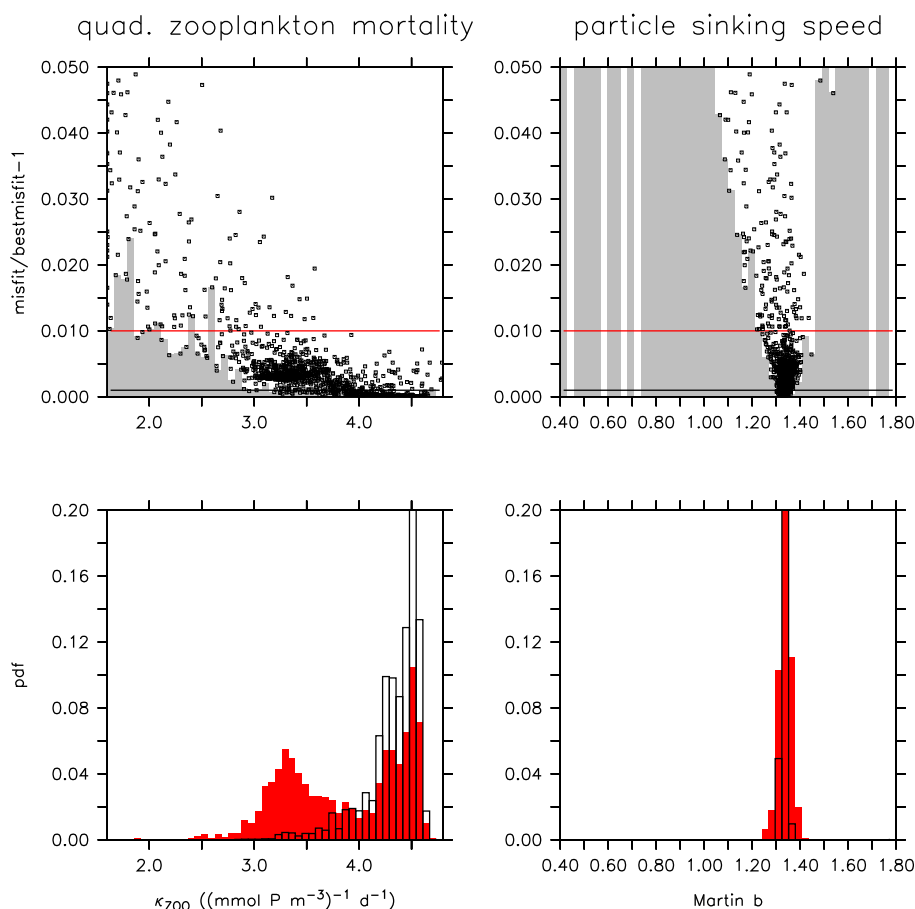 quad. zooplankton mortality particle sinking speed
0.050 0.050
0.040 0.040
0.030 0.030
0.020 0.020
0.010 0.010
0.000 0.000
misfit/bestmisfit-1
2.0 3.0 4.0 0.40 0.60 0.80 1.00 1.20 1.40 1.60 1.80
0.20 0.20
0.16 0.16
0.12 0.12
0.08 0.08
0.04 0.04
0.00 0.00
pdf
2.0 3.0 4.0 0.40 0.60 0.80 1.00 1.20 1.40 1.60 1.80
κZOO ((mmol P m⁻³)⁻¹ d⁻¹) Martin b